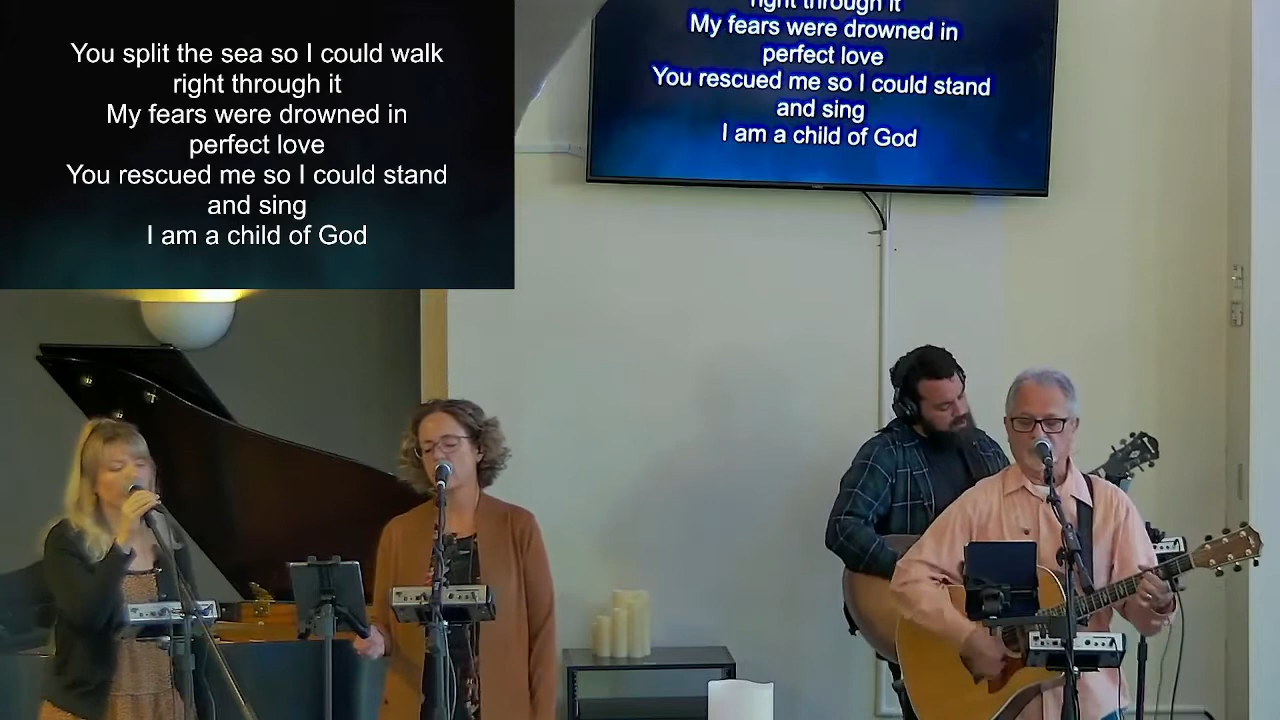 You split the sea so I could walk
right through it
My fears were drowned in
perfect love
You rescued me so I could stand
and sing
I am a child of God
right through it
My fears were drowned in
perfect love
You rescued me so I could stand
and sing
I am a child of God